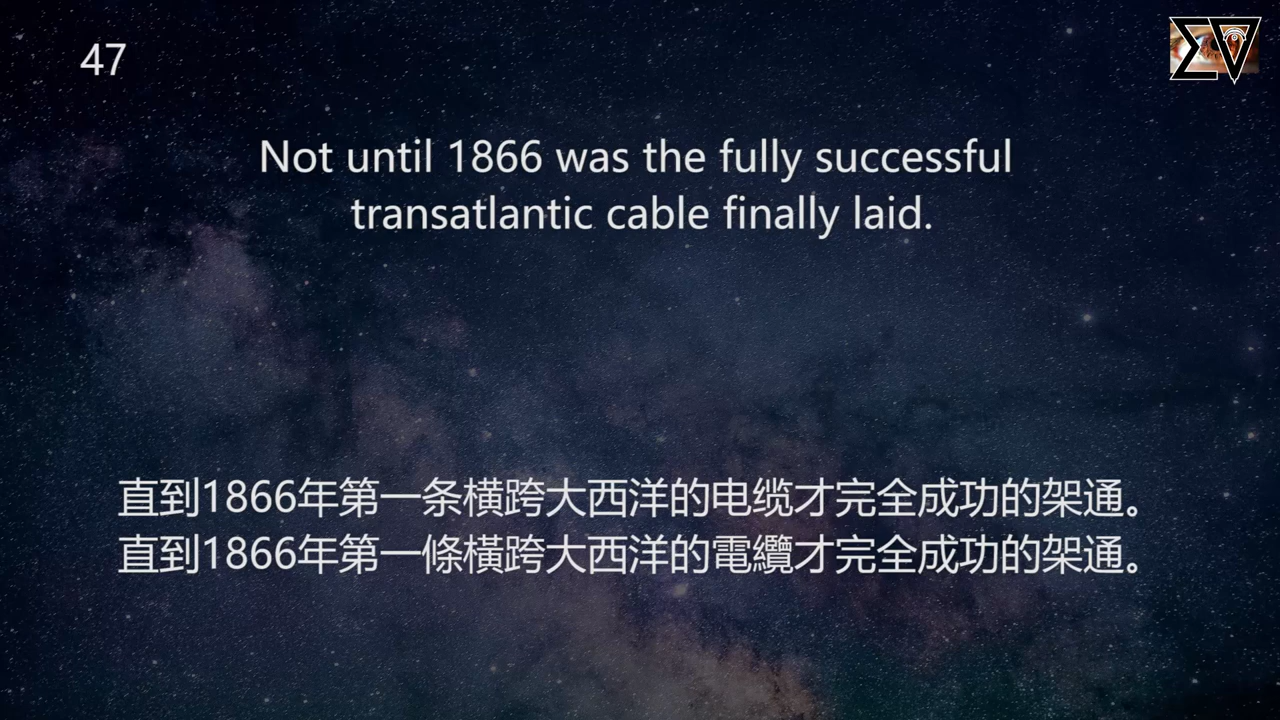 47
Not until 1866 was the fully successful
transatlantic cable finally laid.
直到1866年第一条横跨大西洋的电缆才完全成功的架通。
直到1866年第一條橫跨大西洋的電纜才完全成功的架通。